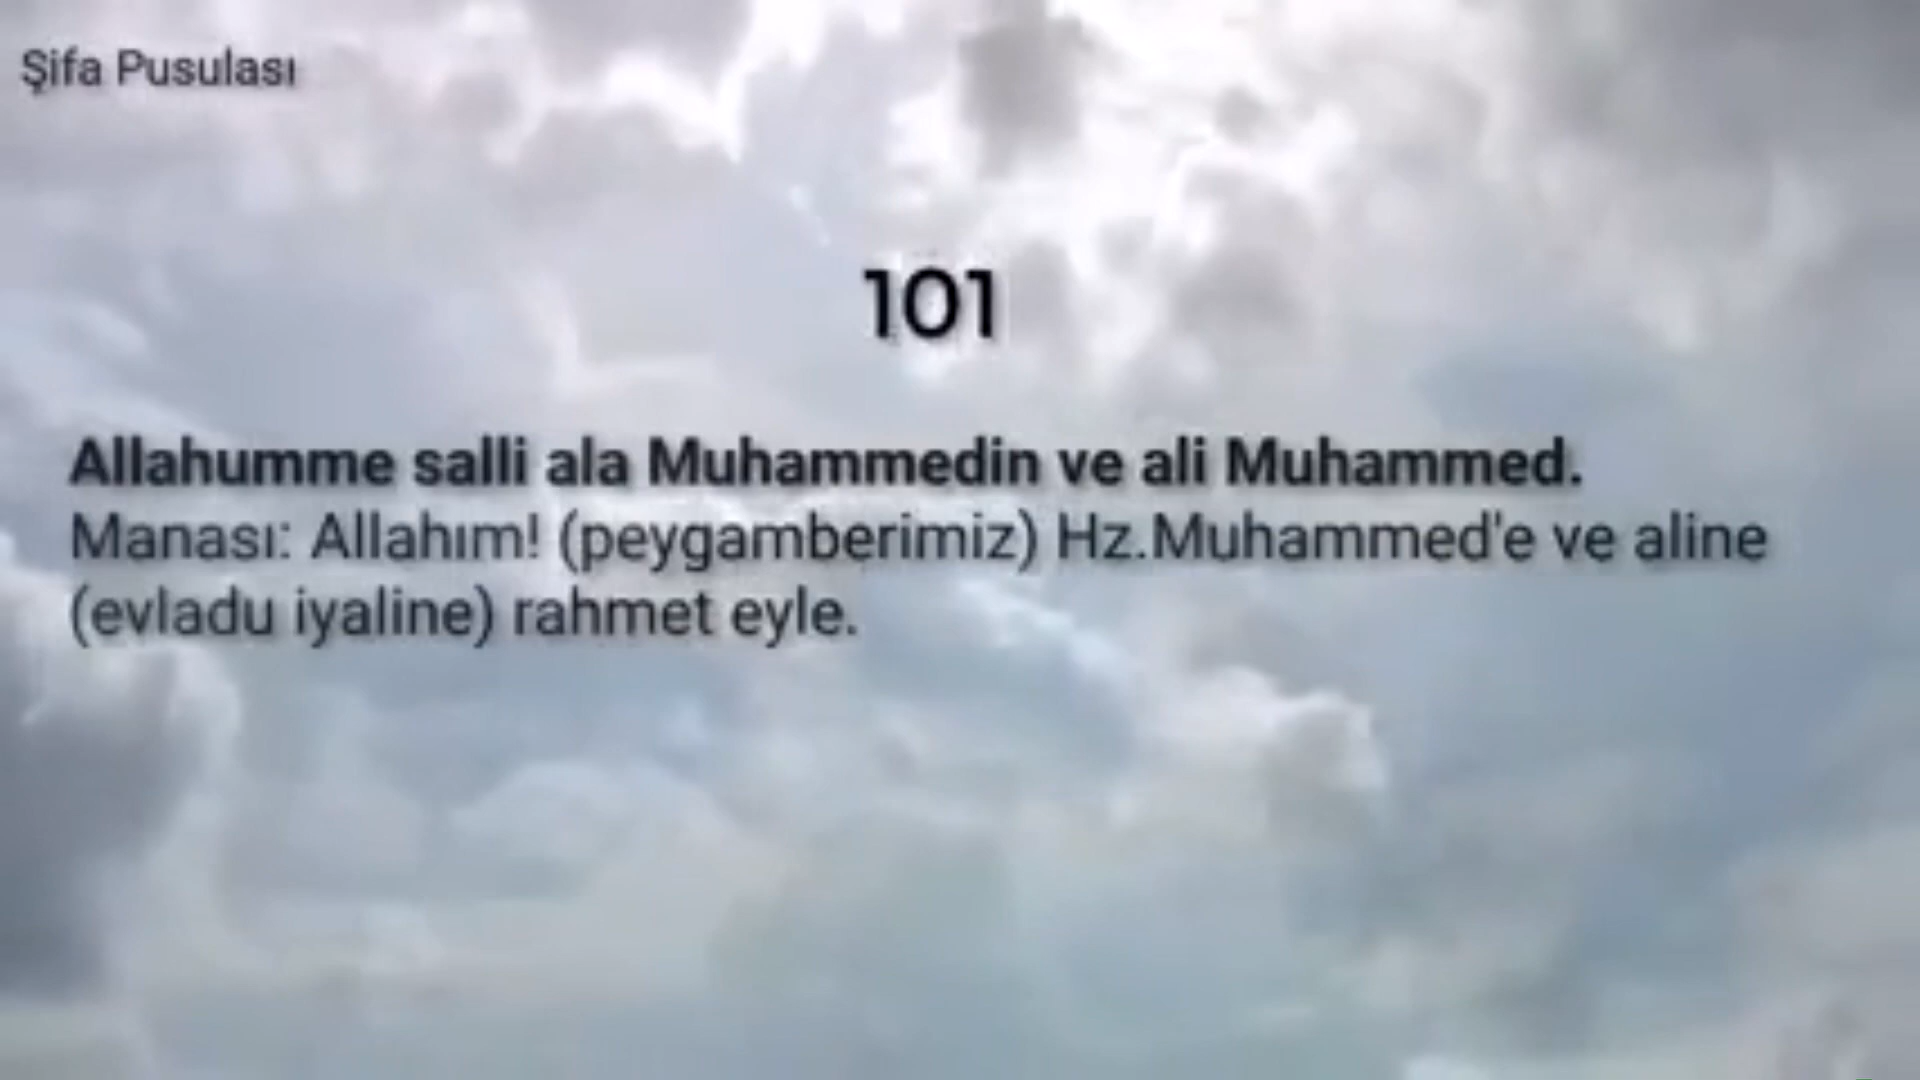 Şifa Pusulası
101
Allahumme salli ala Muhammedin ve ali Muhammed.
Manası: Allahım! (peygamberimiz) Hz.Muhammed'e ve aline
(evladu iyaline) rahmet eyle.